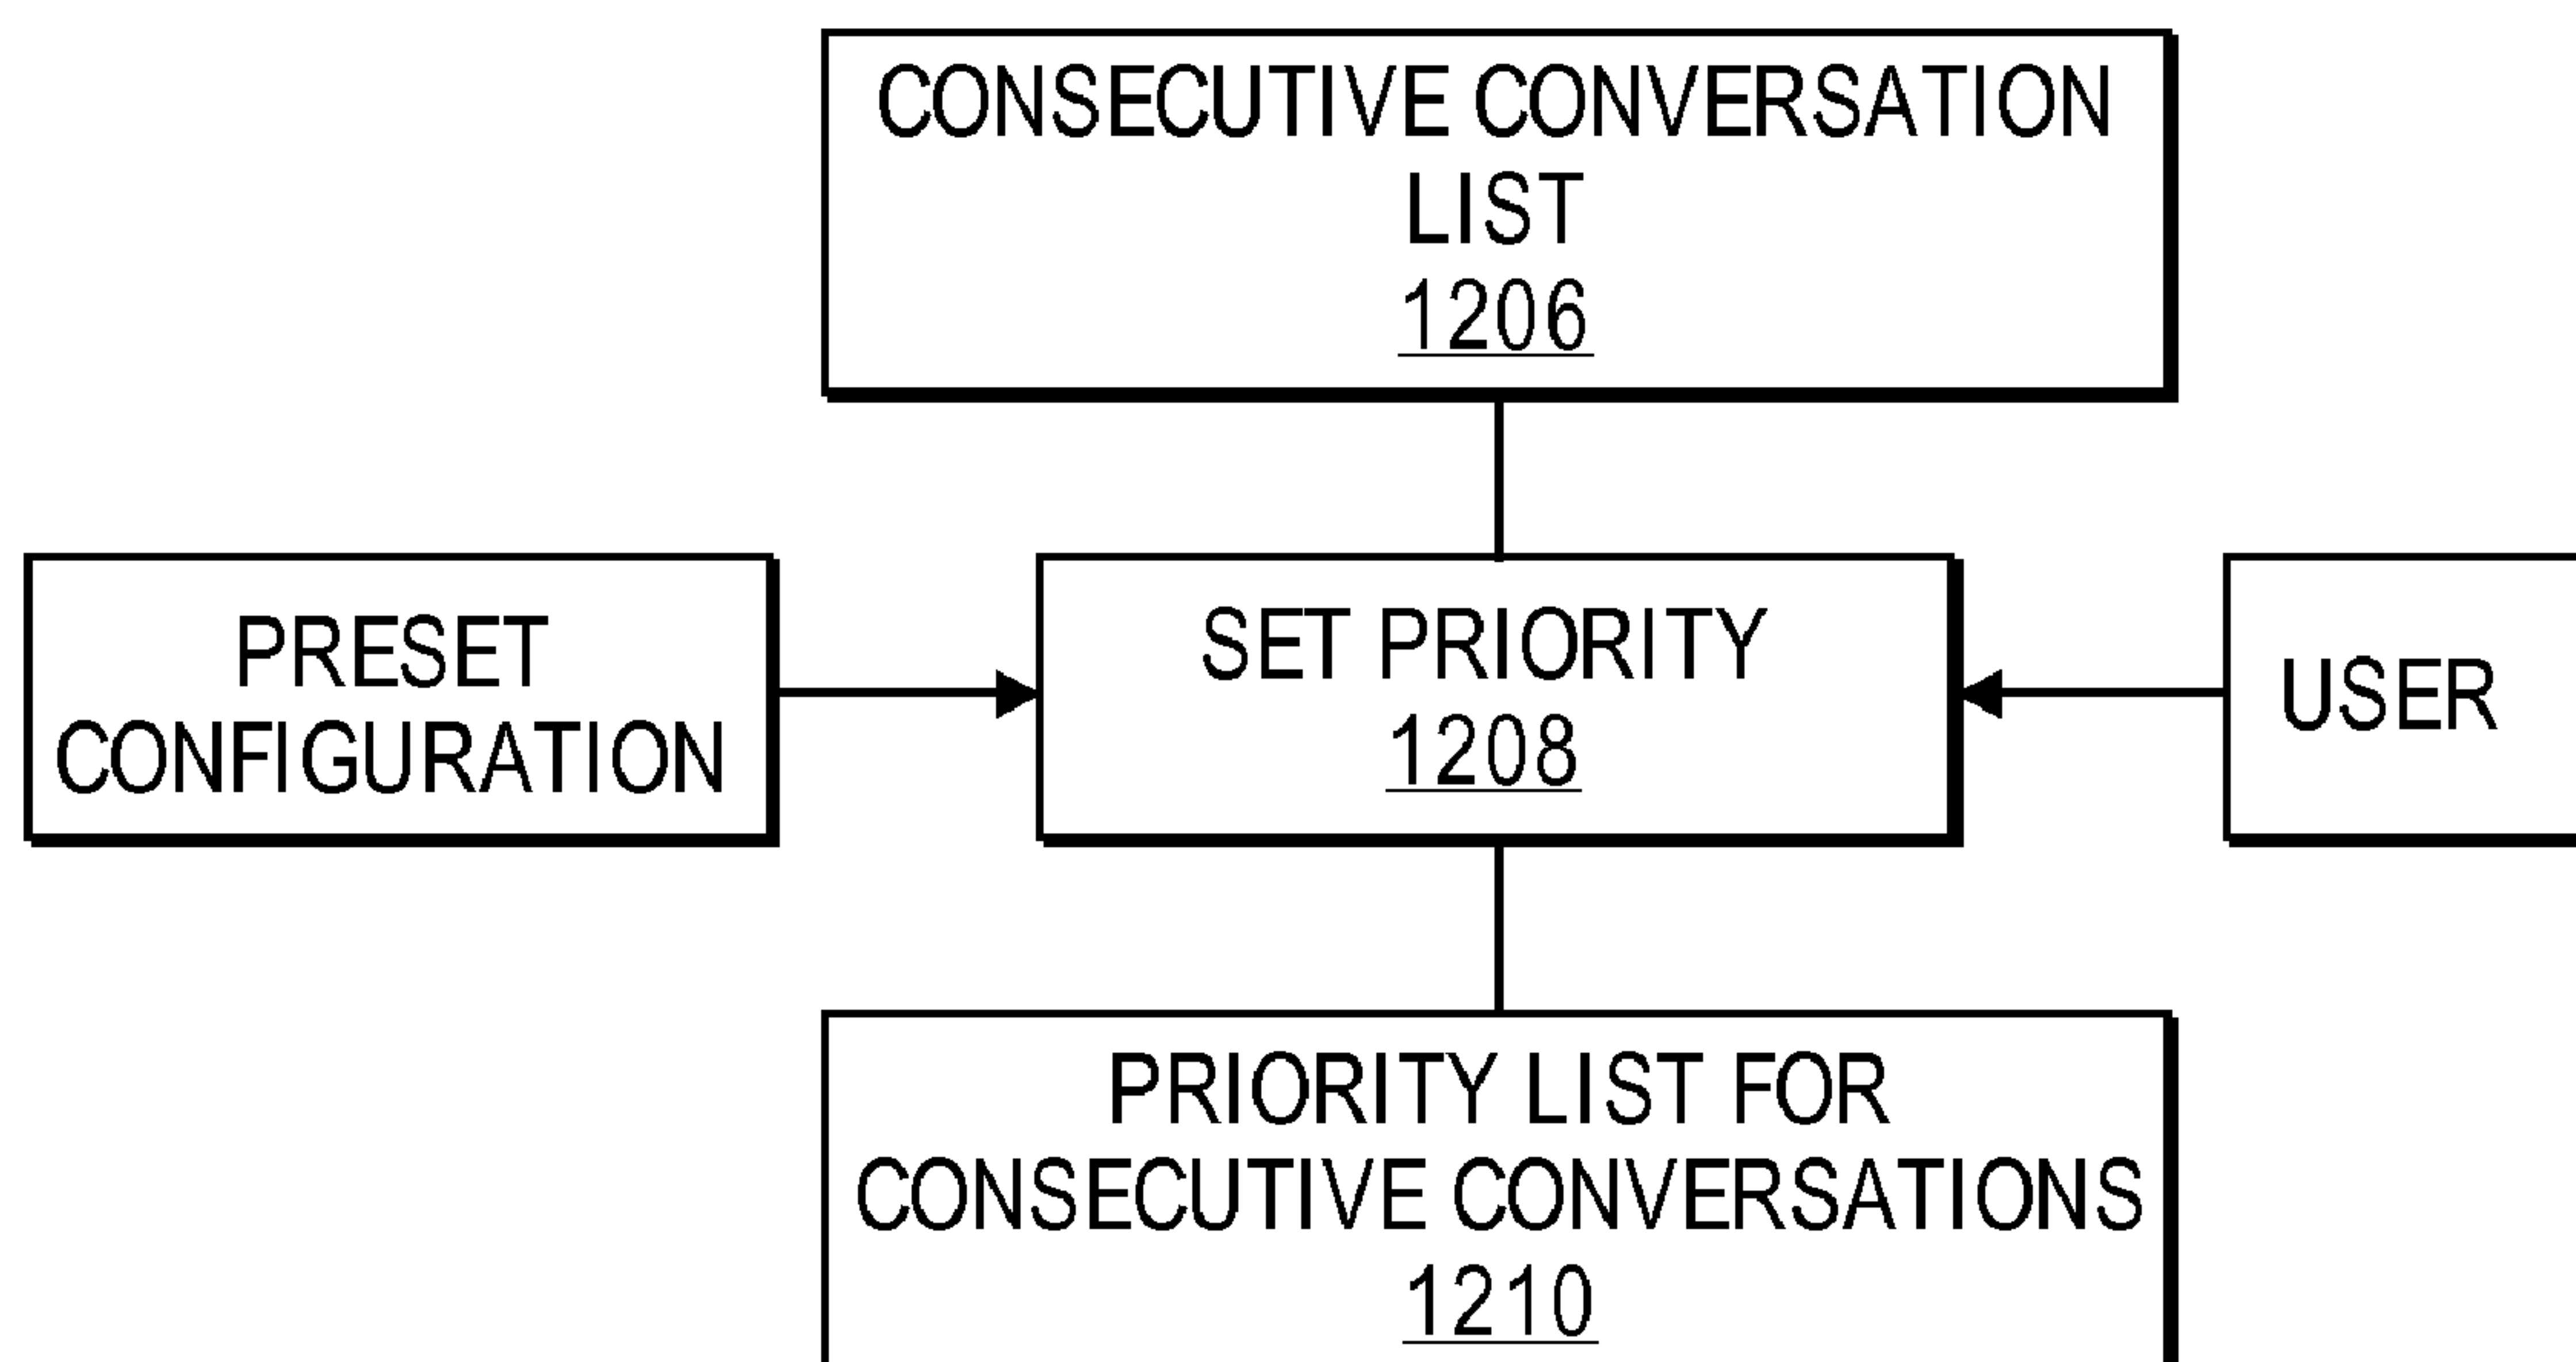 CONSECUTIVE CONVERSATION
LIST
1206
PRESET
CONFIGURATION
SET PRIORITY
1208
USER
PRIORITY LIST FOR
CONSECUTIVE CONVERSATIONS
1210